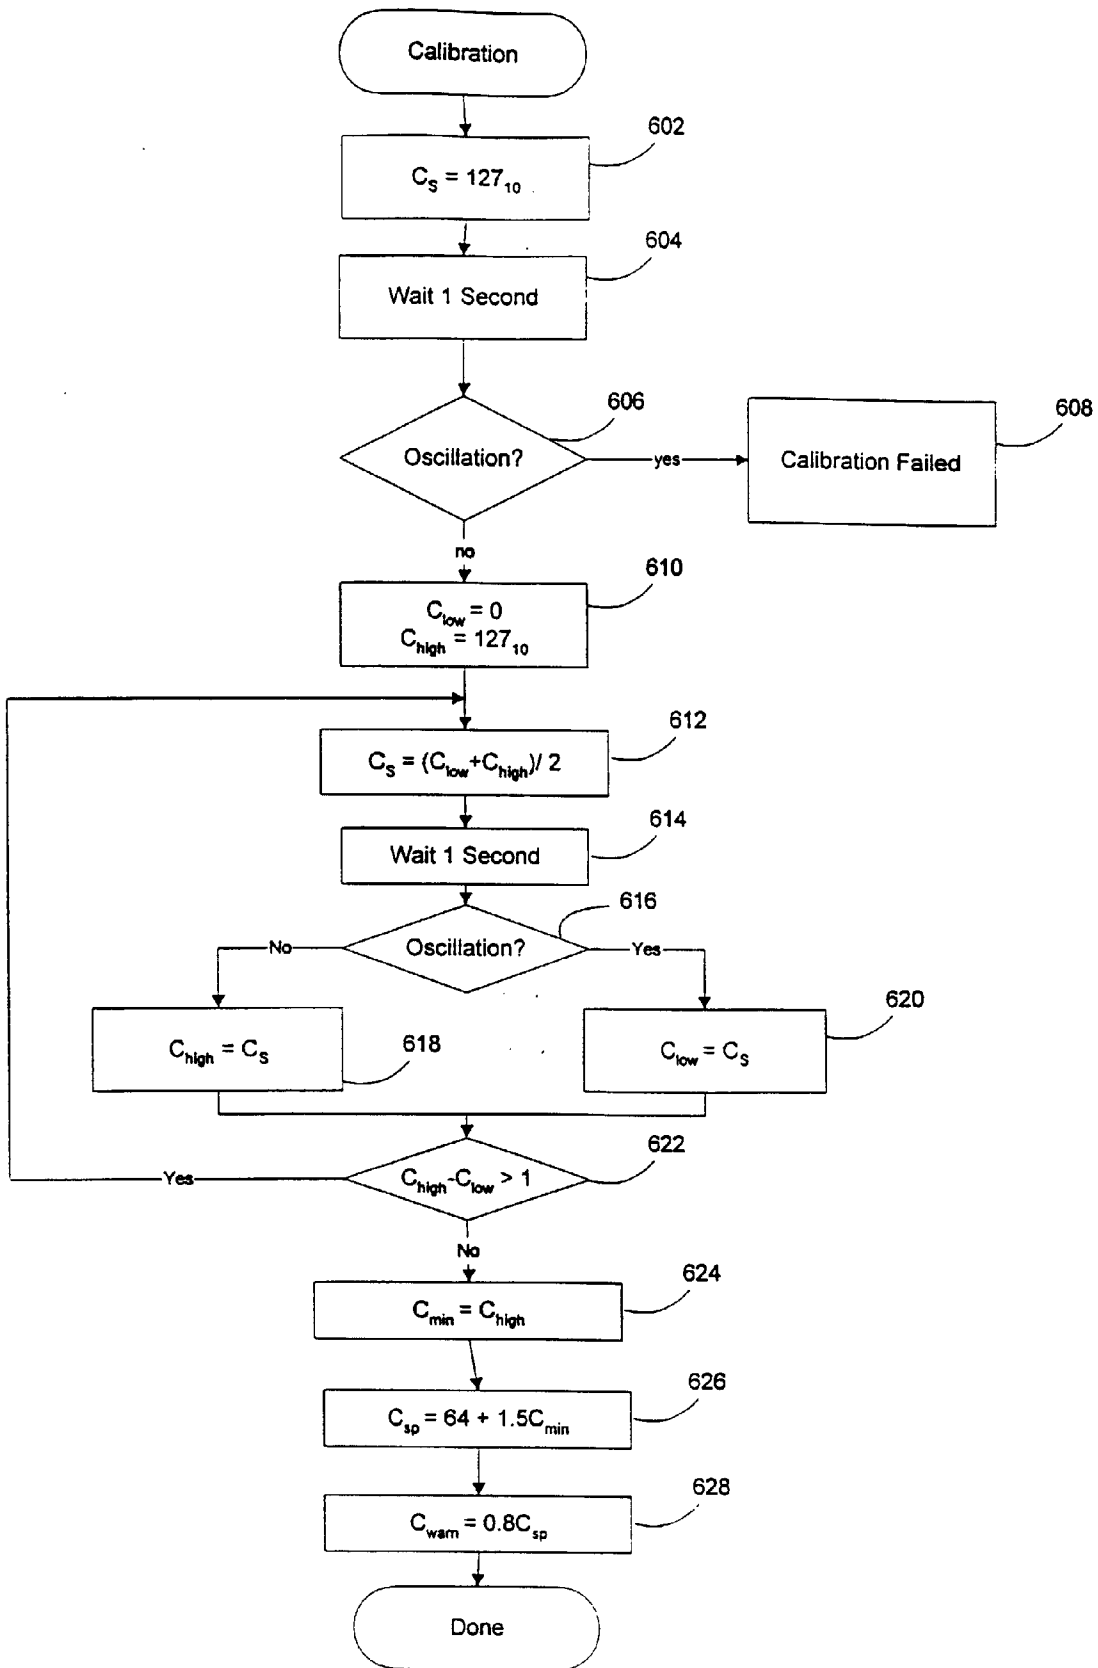 Calibration
602
C_S = 127_10
604
Wait 1 Second
606
608
Oscillation?
yes
Calibration Failed
no
610
C_low = 0
C_high = 127_10
612
C_S = (C_low+C_high)/ 2
614
Wait 1 Second
616
No
Oscillation?
Yes
620
C_high = C_S
618
C_low = C_S
622
Yes
C_high-C_low > 1
No
624
C_min = C_high
626
C_sp = 64 + 1.5C_min
628
C_warn = 0.8C_sp
Done